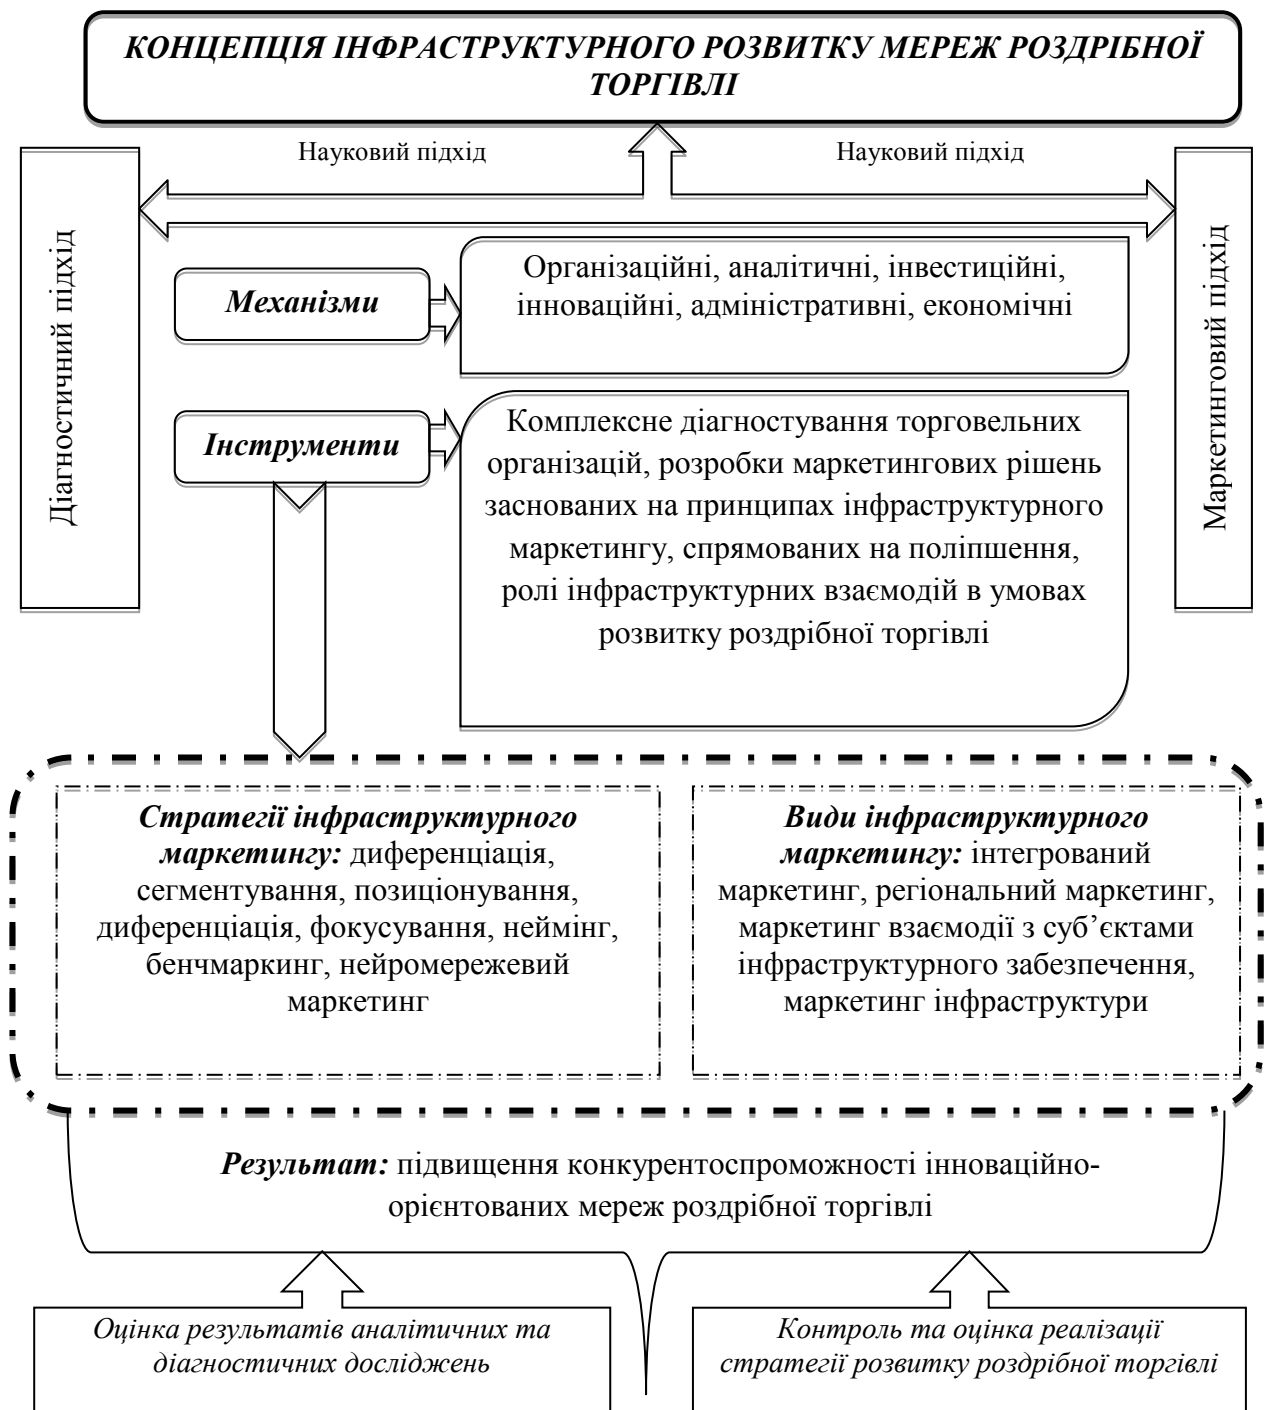 КОНЦЕПЦІЯ ІНФРАСТРУКТУРНОГО РОЗВИТКУ МЕРЕЖ РОЗДРІБНОЇ
ТОРГІВЛІ
Науковий підхід
Науковий підхід
Діагностичний підхід
Маркетинговий підхід
Механізми
Організаційні, аналітичні, інвестиційні,
інноваційні, адміністративні, економічні
Інструменти
Комплексне діагностування торговельних
організацій, розробки маркетингових рішень
заснованих на принципах інфраструктурного
маркетингу, спрямованих на поліпшення,
ролі інфраструктурних взаємодій в умовах
розвитку роздрібної торгівлі
Стратегії інфраструктурного
маркетингу: диференціація,
сегментування, позиціонування,
диференціація, фокусування, неймінг,
бенчмаркинг, нейромережевий
маркетинг
Види інфраструктурного
маркетингу: інтегрований
маркетинг, регіональний маркетинг,
маркетинг взаємодії з суб’єктами
інфраструктурного забезпечення,
маркетинг інфраструктури
Результат: підвищення конкурентоспроможності інноваційно-
орієнтованих мереж роздрібної торгівлі
Оцінка результатів аналітичних та
діагностичних досліджень
Контроль та оцінка реалізації
стратегії розвитку роздрібної торгівлі